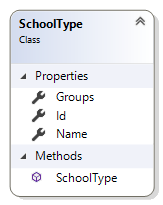 SchoolType
Class
Properties
Groups
Id
Name
Methods
SchoolType